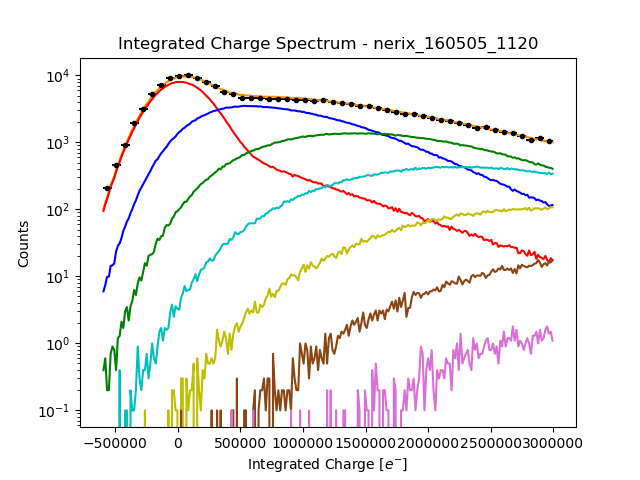 Integrated Charge Spectrum - nerix_160505_1120
Counts
10⁴
10³
10²
10¹
10⁰
10⁻¹
−500000 0 500000 1000000 1500000 2000000 2500000 3000000
Integrated Charge [e⁻]